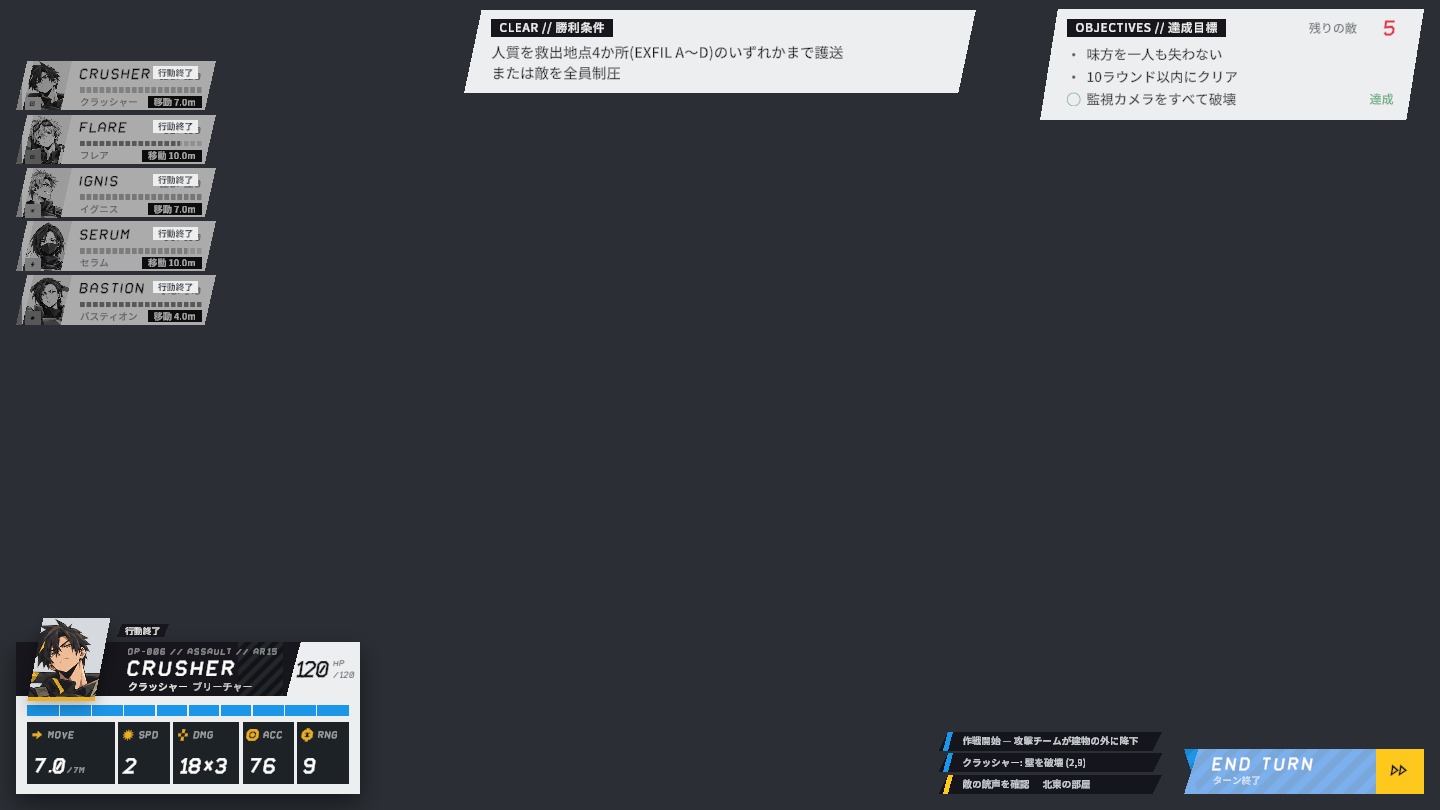 CLEAR // 勝利条件
人質を救出地点4か所(EXFIL A〜D)のいずれかまで護送
または敵を全員制圧
OBJECTIVES // 達成目標
残りの敵 5
・ 味方を一人も失わない
・ 10ラウンド以内にクリア
〇 監視カメラをすべて破壊 達成
CRUSHER 行動終了
クラッシャー 移動 7.0m
FLARE 行動終了
フレア 移動 10.0m
IGNIS 行動終了
イグニス 移動 7.0m
SERUM 行動終了
セラム 移動 10.0m
BASTION 行動終了
バスティオン 移動 4.0m
行動終了
OP-006 // ASSAULT // AR15
CRUSHER
クラッシャー ブリーチャー
120 HP /120
MOVE SPD DMG ACC RNG
7.0 /7M 2 18×3 76 9
作戦開始 — 攻撃チームが建物の外に降下
クラッシャー: 壁を破壊 (2,9)
敵の銃声を確認 北東の部屋
END TURN
ターン終了